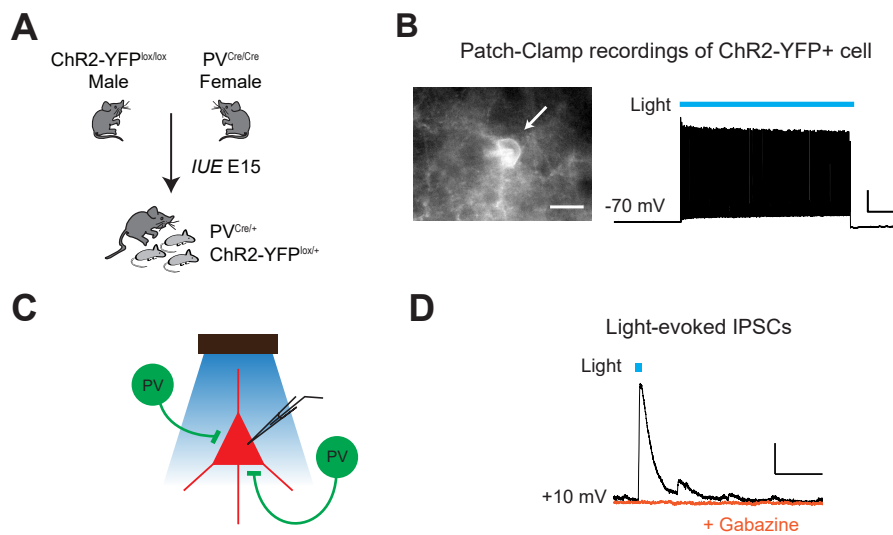 A
ChR2-YFPlox/lox
Male
PVCre/Cre
Female
IUE E15
PVCre/+
ChR2-YFPlox/+
B
Patch-Clamp recordings of ChR2-YFP+ cell
Light
-70 mV
C
PV
PV
D
Light-evoked IPSCs
Light
+10 mV
+ Gabazine